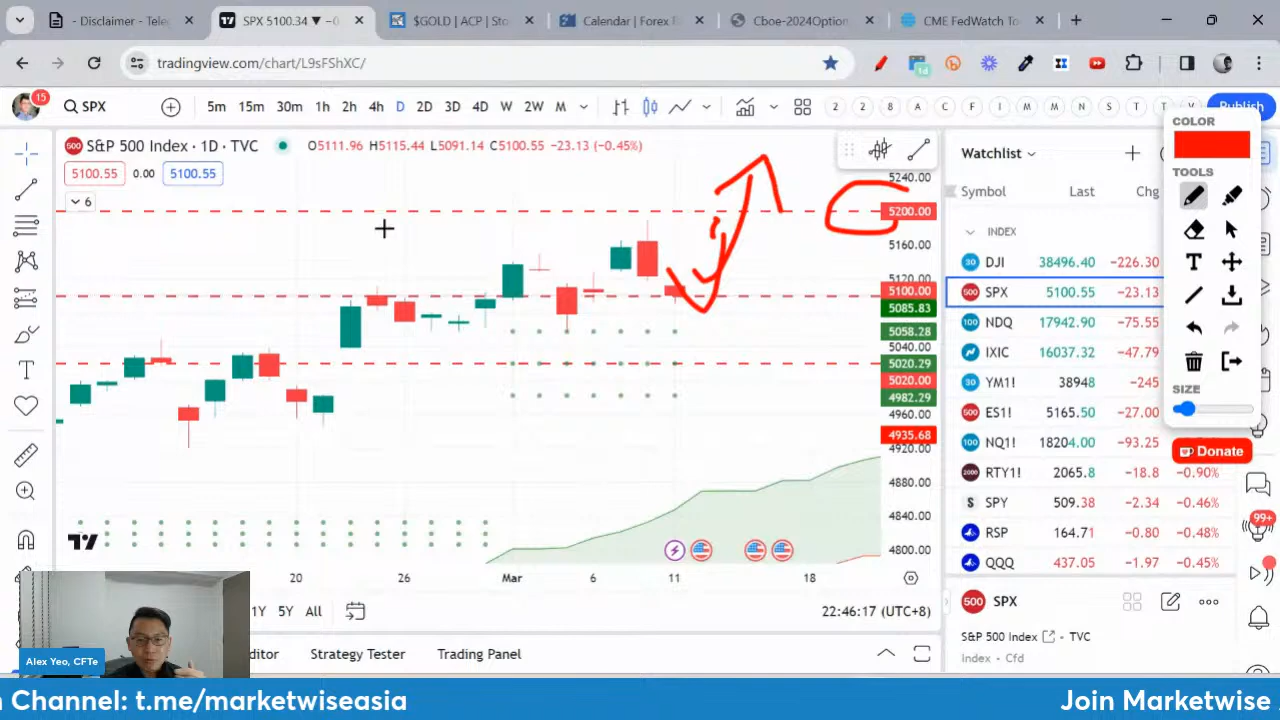 - Disclaimer - Teleg
SPX 5100.34 ▼ −0
$GOLD | ACP | Sto
Calendar | Forex F
Cboe-2024Option
CME FedWatch To
tradingview.com/chart/L9sFShXC/
15
SPX
5m 15m 30m 1h 2h 4h D 2D 3D 4D W 2W M
2 2 8 A C F I M M N S T T V
Publish
S&P 500 Index · 1D · TVC
O5111.96 H5115.44 L5091.14 C5100.55 −23.13 (−0.45%)
5100.55 0.00 5100.55
6
5240.00
5200.00
5160.00
5120.00
5100.00
5085.83
5058.28
5040.00
5020.29
5020.00
4982.29
4960.00
4935.68
4920.00
4880.00
4840.00
4800.00
20 26 Mar 6 11 18
1Y 5Y All
22:46:17 (UTC+8)
ditor
Strategy Tester
Trading Panel
Watchlist
Symbol Last Chg
INDEX
DJI 38496.40 −226.30
SPX 5100.55 −23.13
NDQ 17942.90 −75.55
IXIC 16037.32 −47.79
YM1! 38948 −245
ES1! 5165.50 −27.00
NQ1! 18204.00 −93.25
RTY1! 2065.8 −18.8 −0.90%
SPY 509.38 −2.34 −0.46%
RSP 164.71 −0.80 −0.48%
QQQ 437.05 −1.97 −0.45%
SPX
S&P 500 Index TVC
Index • Cfd
COLOR
TOOLS
T
SIZE
Donate
99+
1d
Alex Yeo, CFTe
n Channel: t.me/marketwiseasia
Join Marketwise